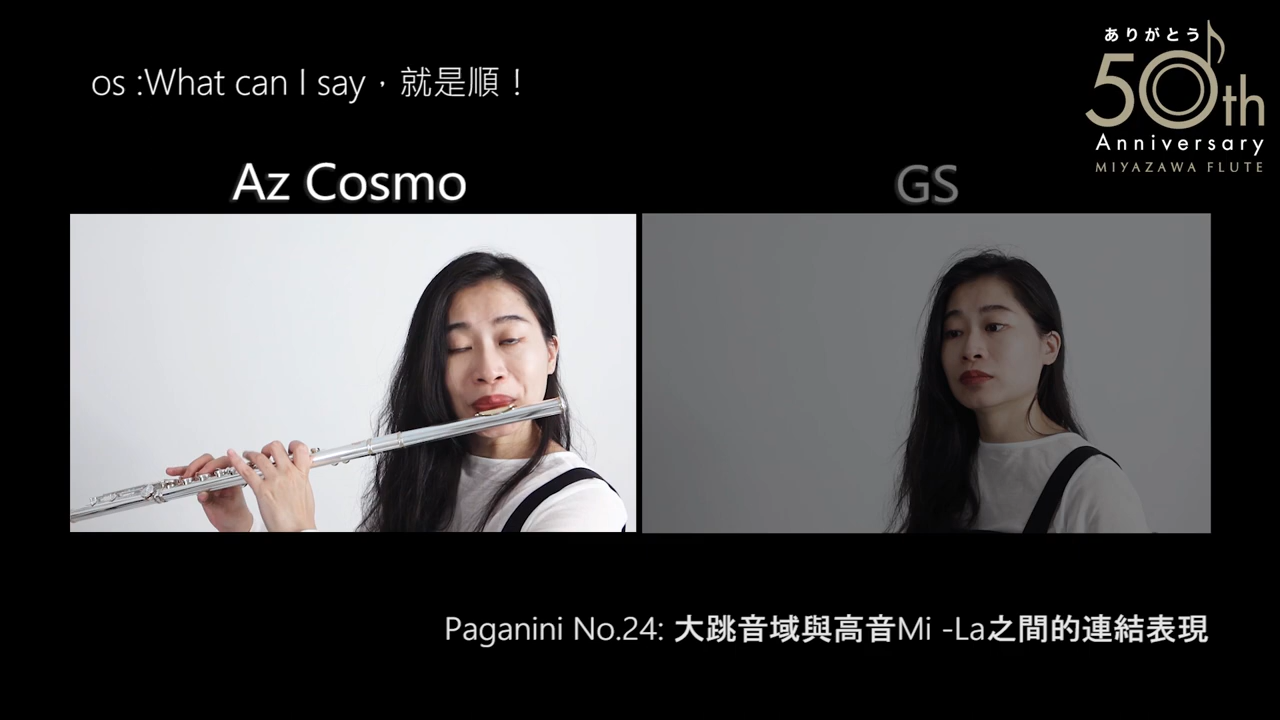 os :What can I say，就是順！
ありがとう
50th
Anniversary
MIYAZAWA FLUTE
Az Cosmo
GS
Paganini No.24: 大跳音域與高音Mi -La之間的連結表現